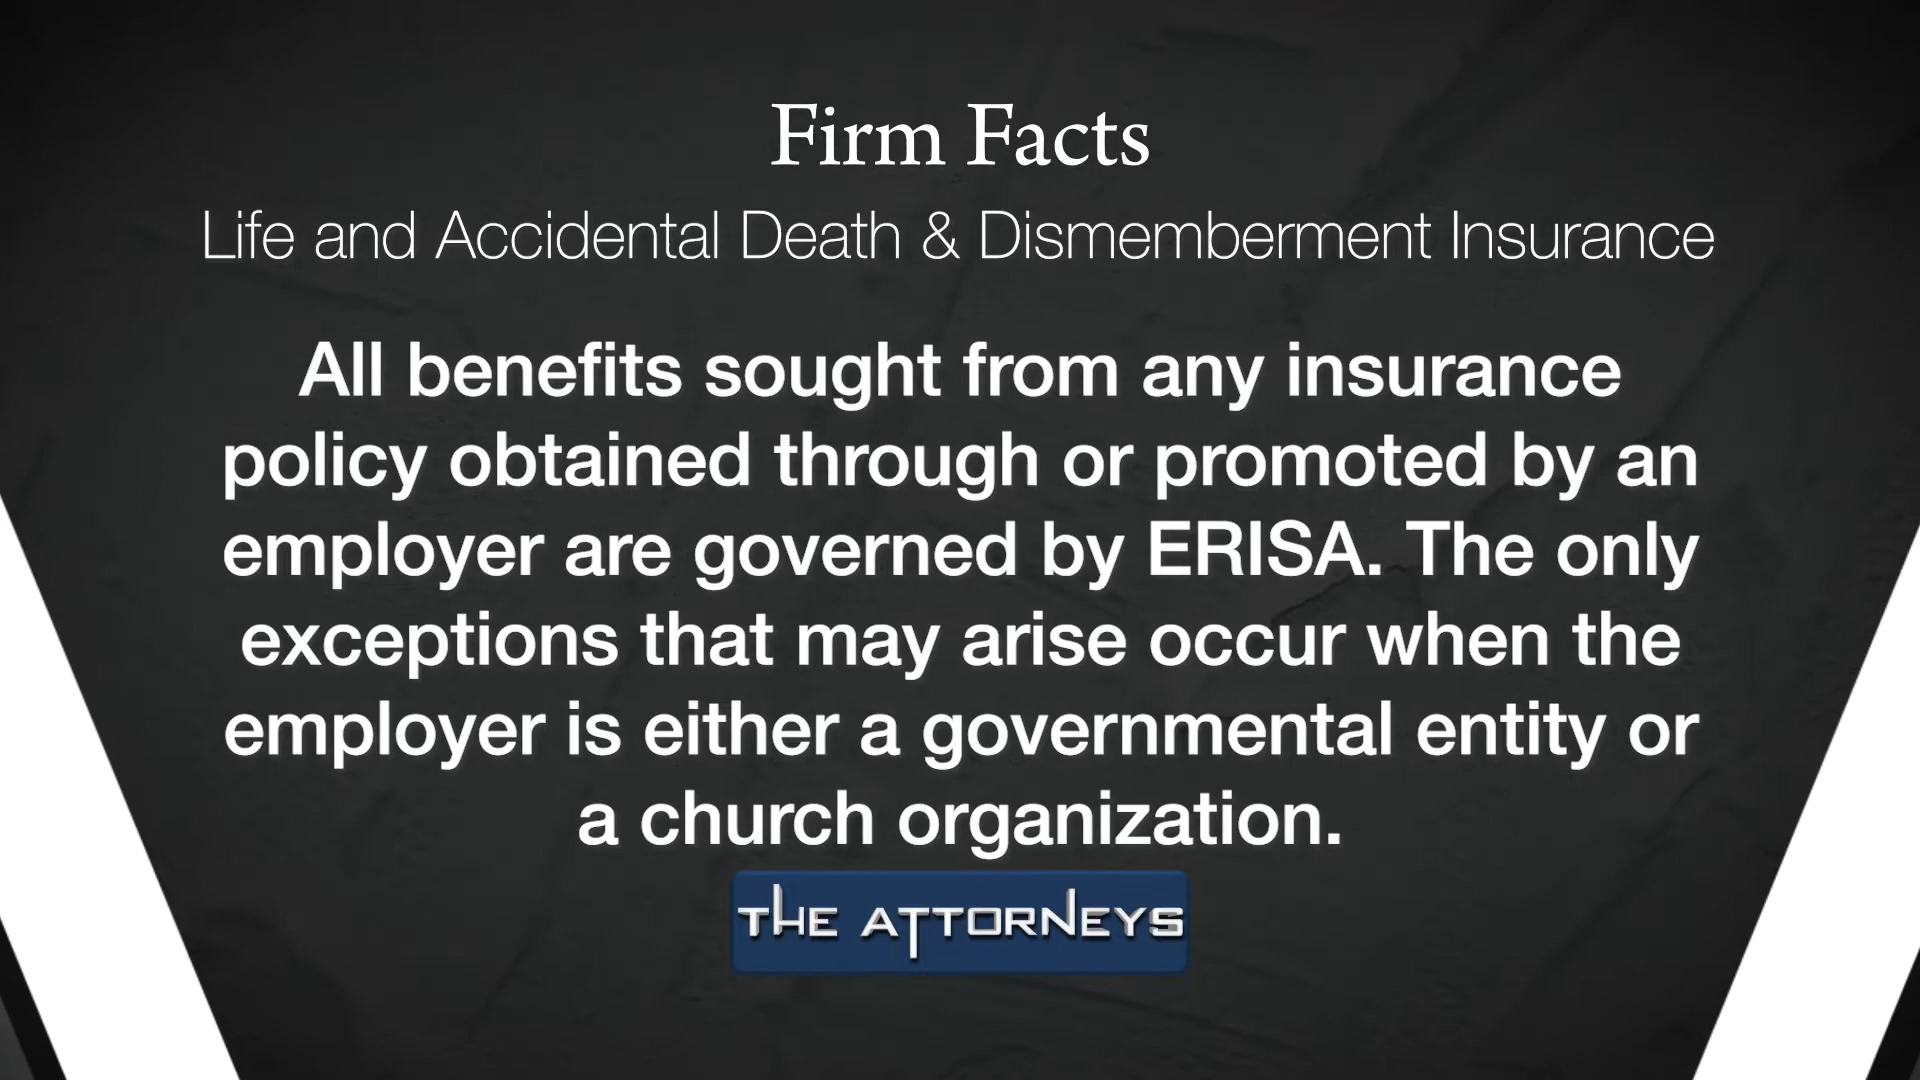 Firm Facts
Life and Accidental Death & Dismemberment Insurance
All benefits sought from any insurance
policy obtained through or promoted by an
employer are governed by ERISA. The only
exceptions that may arise occur when the
employer is either a governmental entity or
a church organization.
THE ATTORNEYS